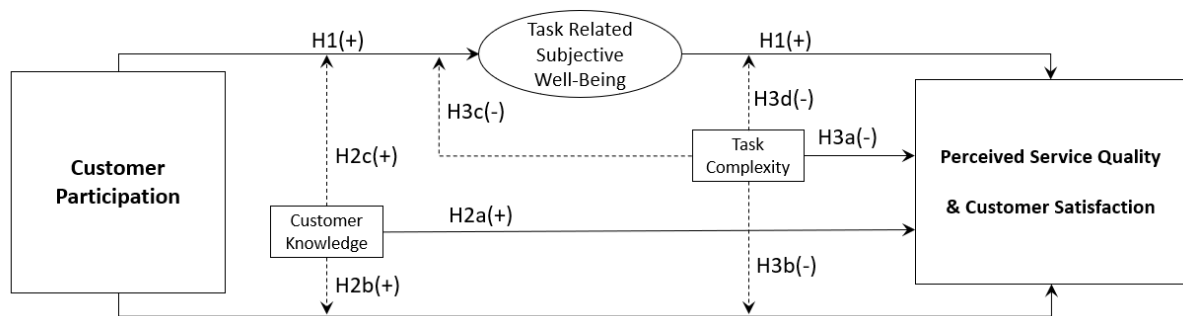 Task Related
Subjective
Well-Being
H1(+)
H1(+)
H3c(-)
H3d(-)
Customer
Participation
H2c(+)
Task
Complexity
H3a(-)
Perceived Service Quality
& Customer Satisfaction
Customer
Knowledge
H2a(+)
H2b(+)
H3b(-)